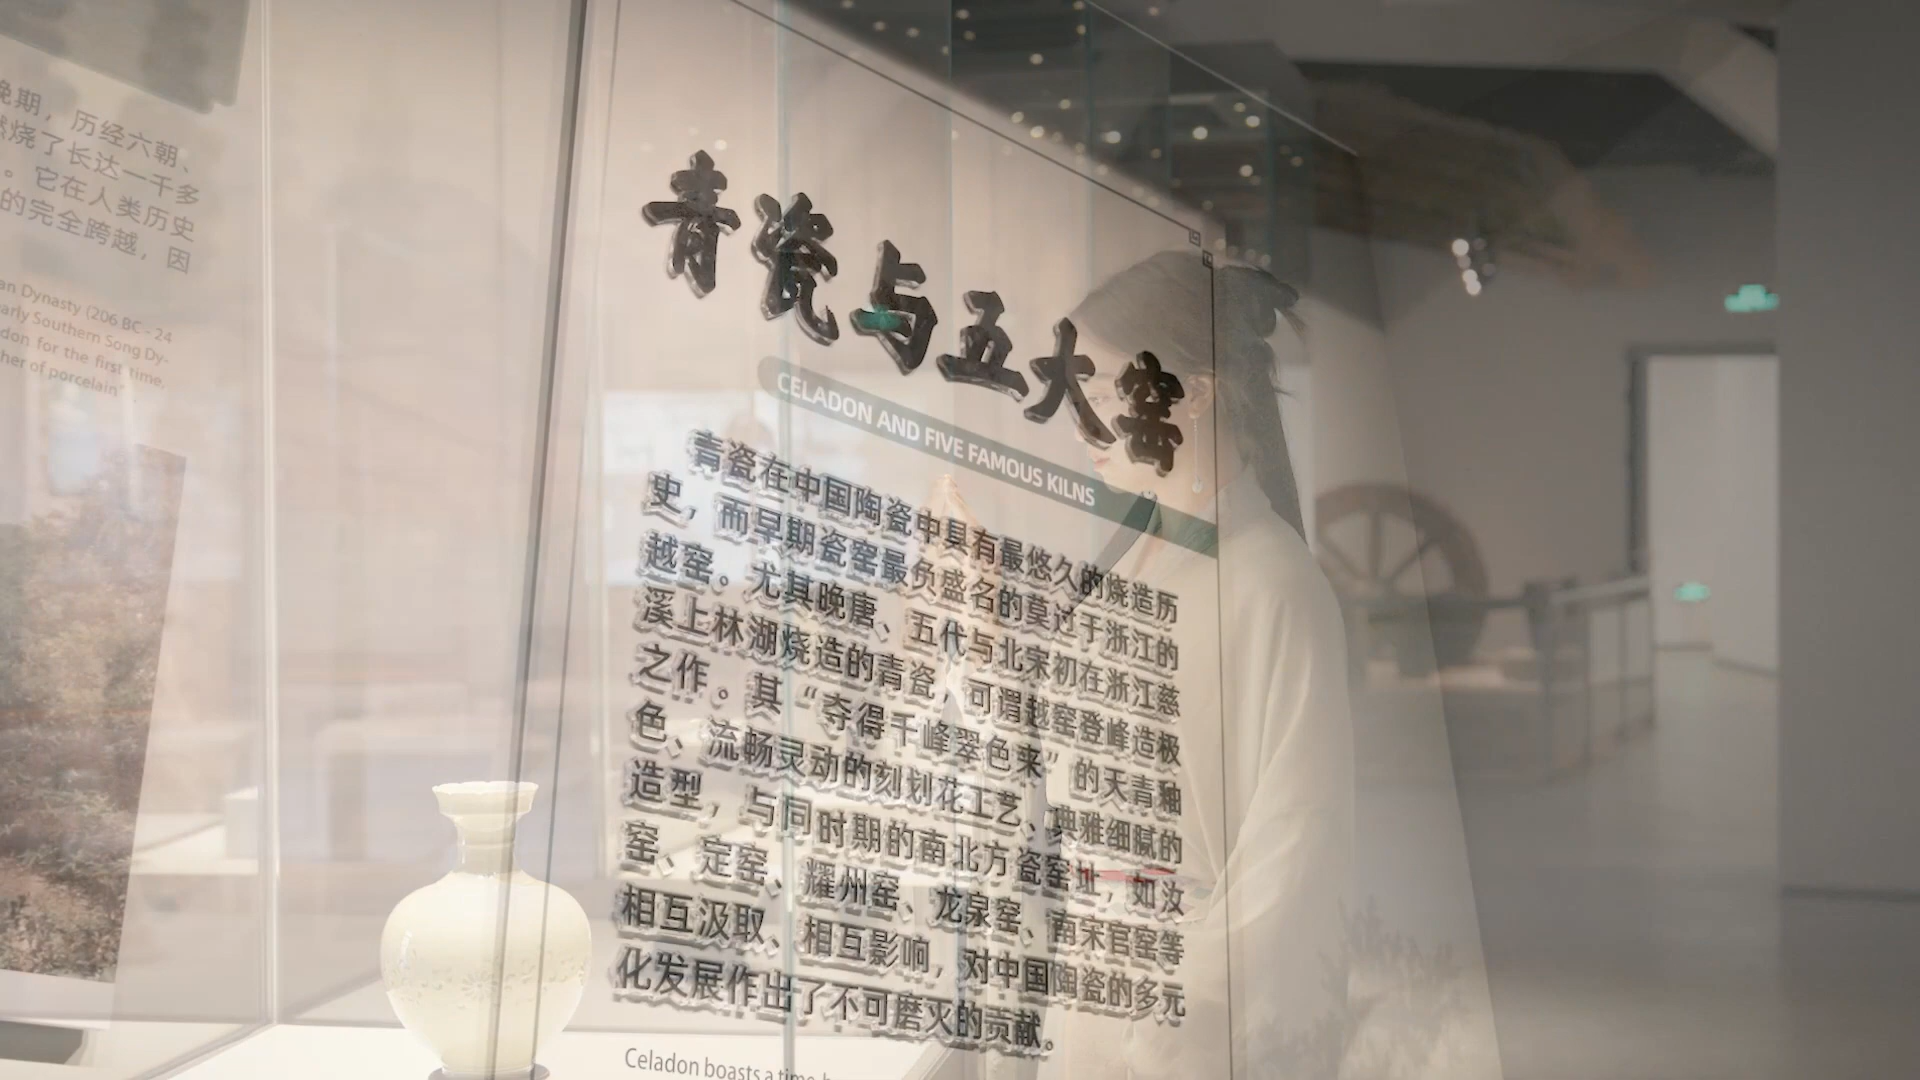 晚期，历经六朝、
燃烧了长达一千多
。它在人类历史
的完全跨越，因
an Dynasty (206 BC - 24
arly Southern Song Dy-
don for the first time.
her of porcelain".
青瓷与五大窑
CELADON AND FIVE FAMOUS KILNS
青瓷在中国陶瓷中具有最悠久的烧造历
史，而早期瓷窑最负盛名的莫过于浙江的
越窑。尤其晚唐、五代与北宋初在浙江慈
溪上林湖烧造的青瓷，可谓越窑登峰造极
之作。其“夺得千峰翠色来”的天青釉
色、流畅灵动的刻划花工艺、典雅细腻的
造型，与同时期的南北方瓷窑址，如汝
窑、定窑、耀州窑、龙泉窑、南宋官窑等
相互汲取、相互影响，对中国陶瓷的多元
化发展作出了不可磨灭的贡献。
Celadon boasts a time-h